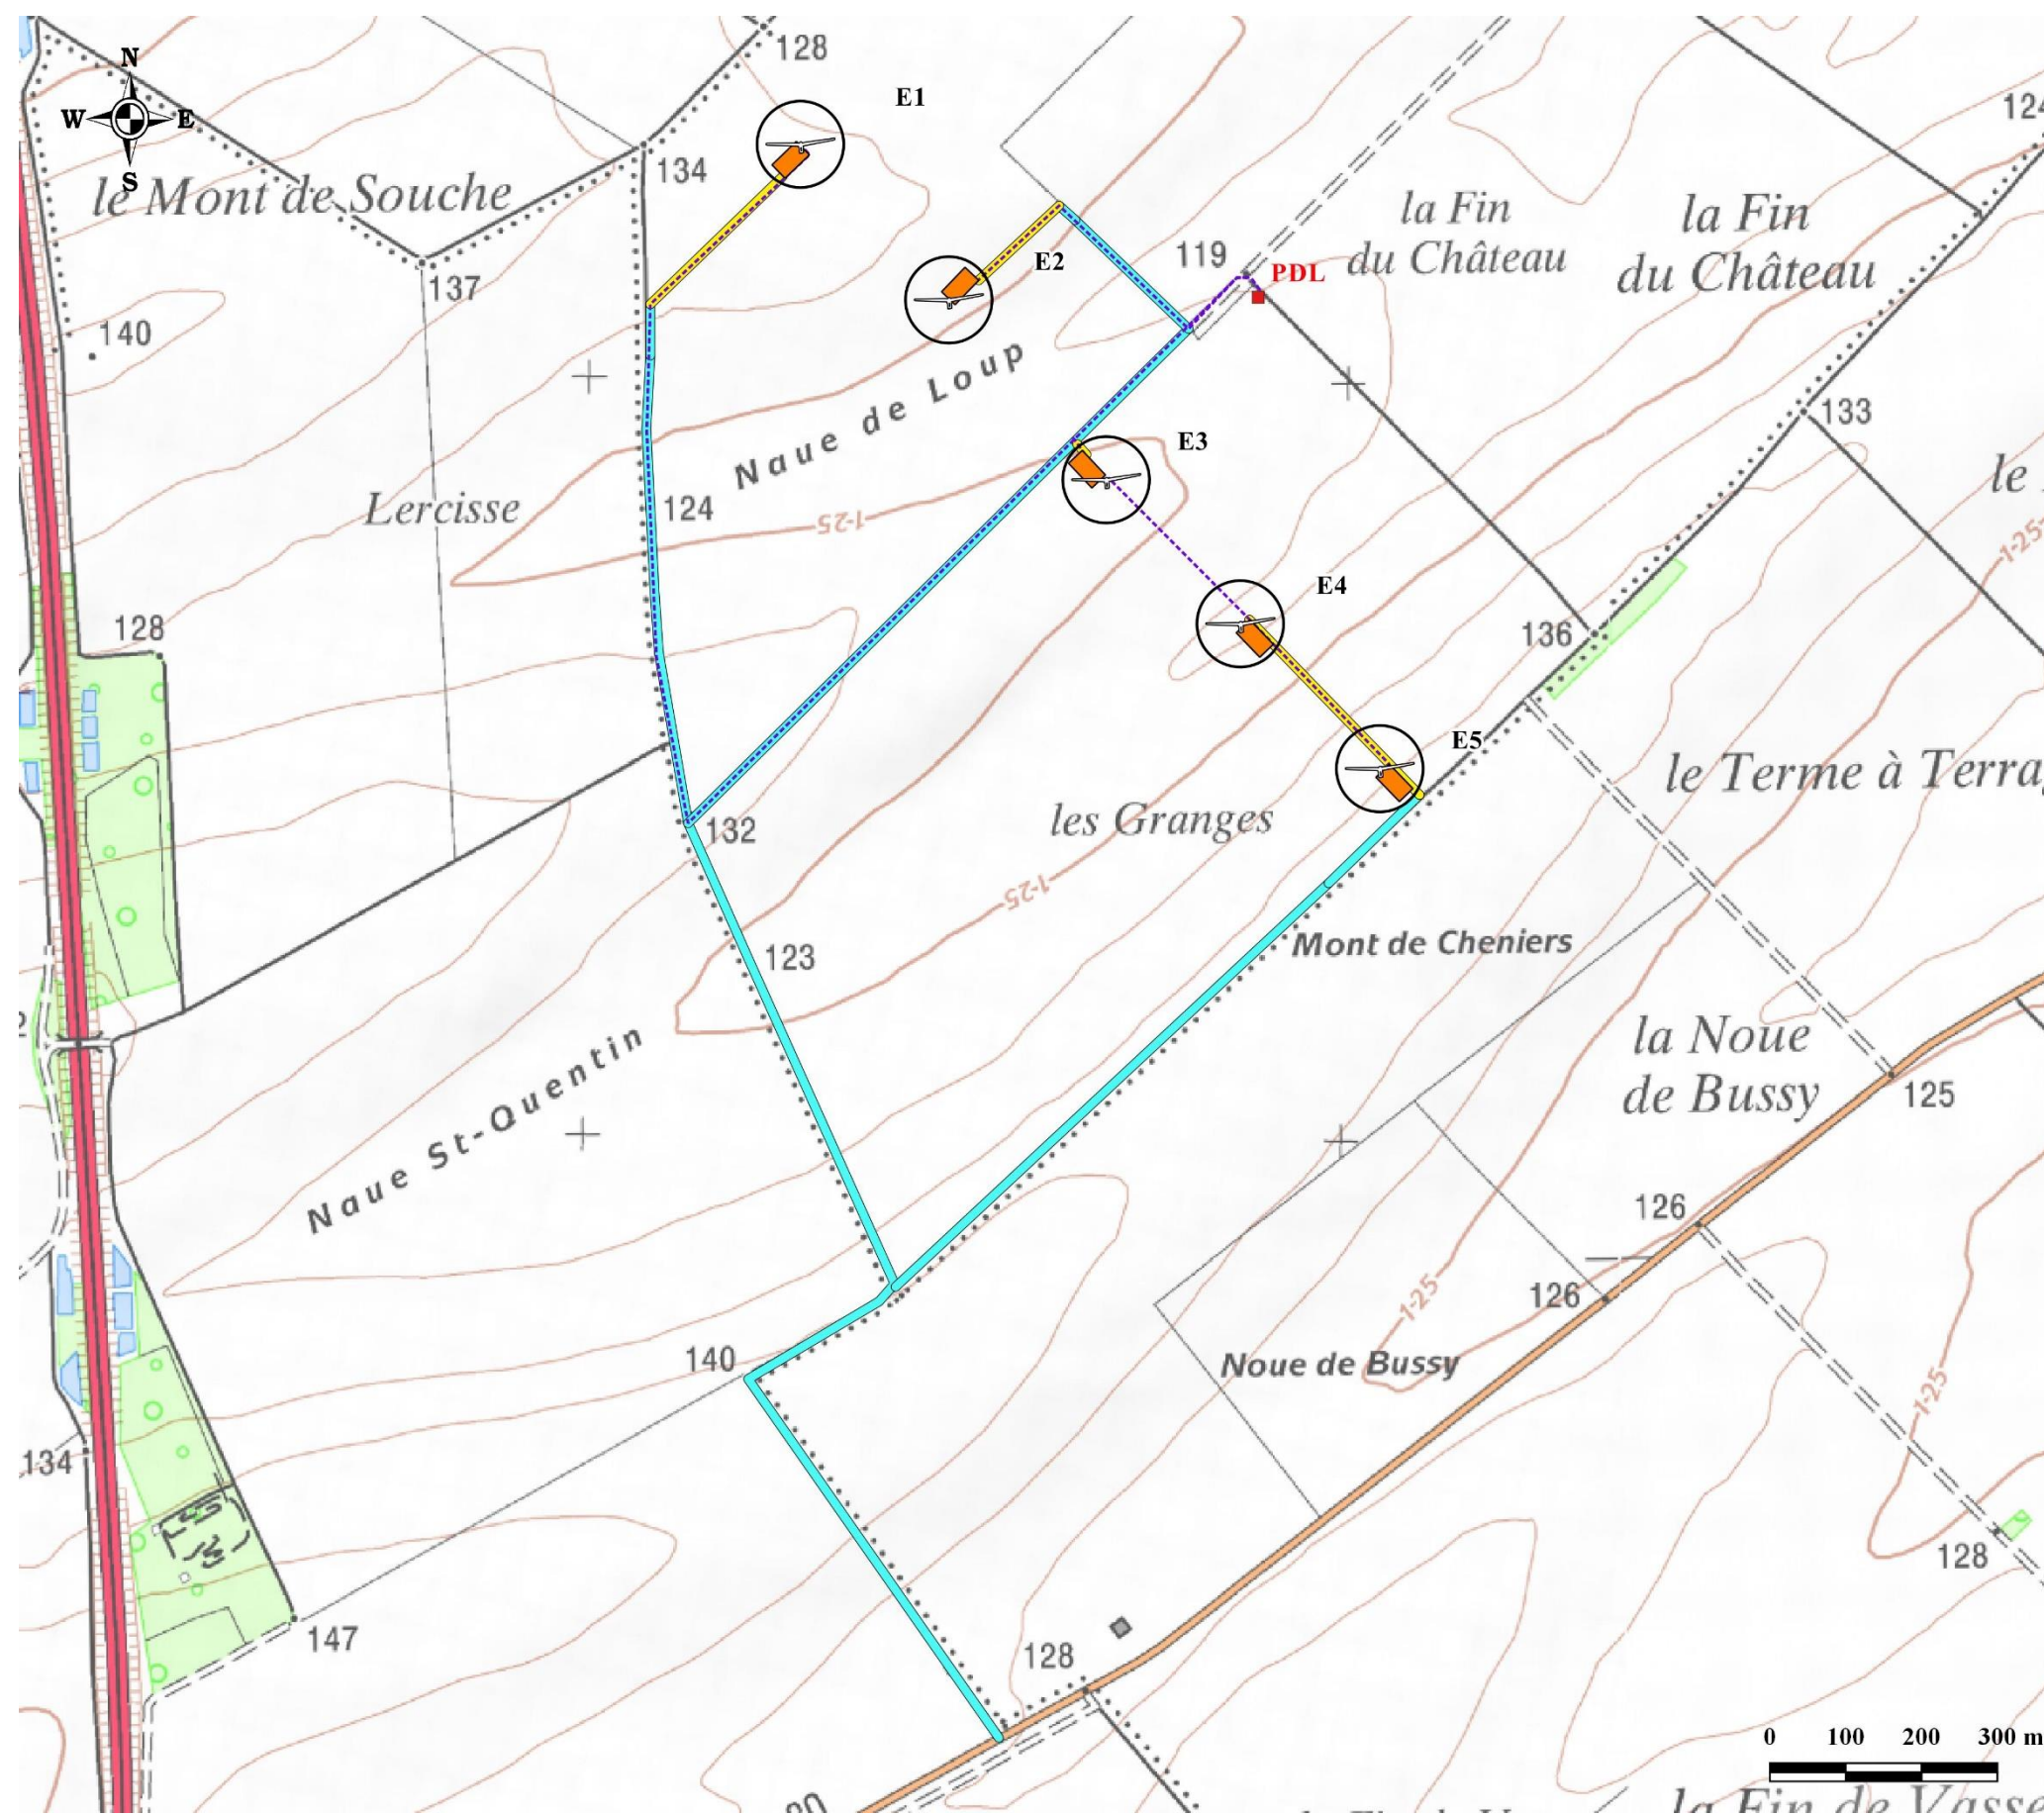 N
W
E
S
128
E1
134
le Mont de Souche
137
140
E2
119
PDL
la Fin
du Château
la Fin
du Château
133
E3
Naue de Loup
le
Lercisse
124
1-25
1-25
E4
128
136
E5
le Terme à Terra
132
les Granges
1-25
Mont de Cheniers
123
la Noue
de Bussy
125
Naue St-Quentin
126
126
1-25
1-25
140
Noue de Bussy
134
128
147
128
0 100 200 300 m
la Fin de Vasse